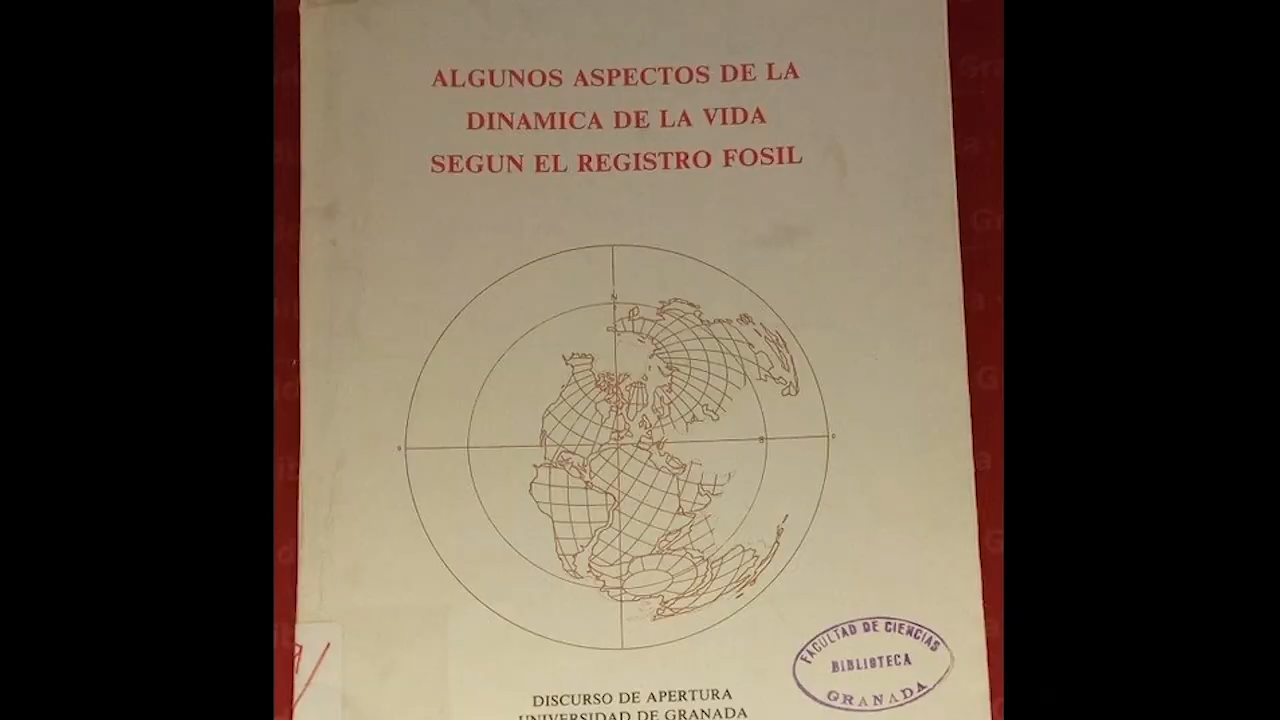 ALGUNOS ASPECTOS DE LA
DINAMICA DE LA VIDA
SEGUN EL REGISTRO FOSIL
N
FACULTAD DE CIENCIAS
BIBLIOTECA
GRANADA
DISCURSO DE APERTURA
UNIVERSIDAD DE GRANADA